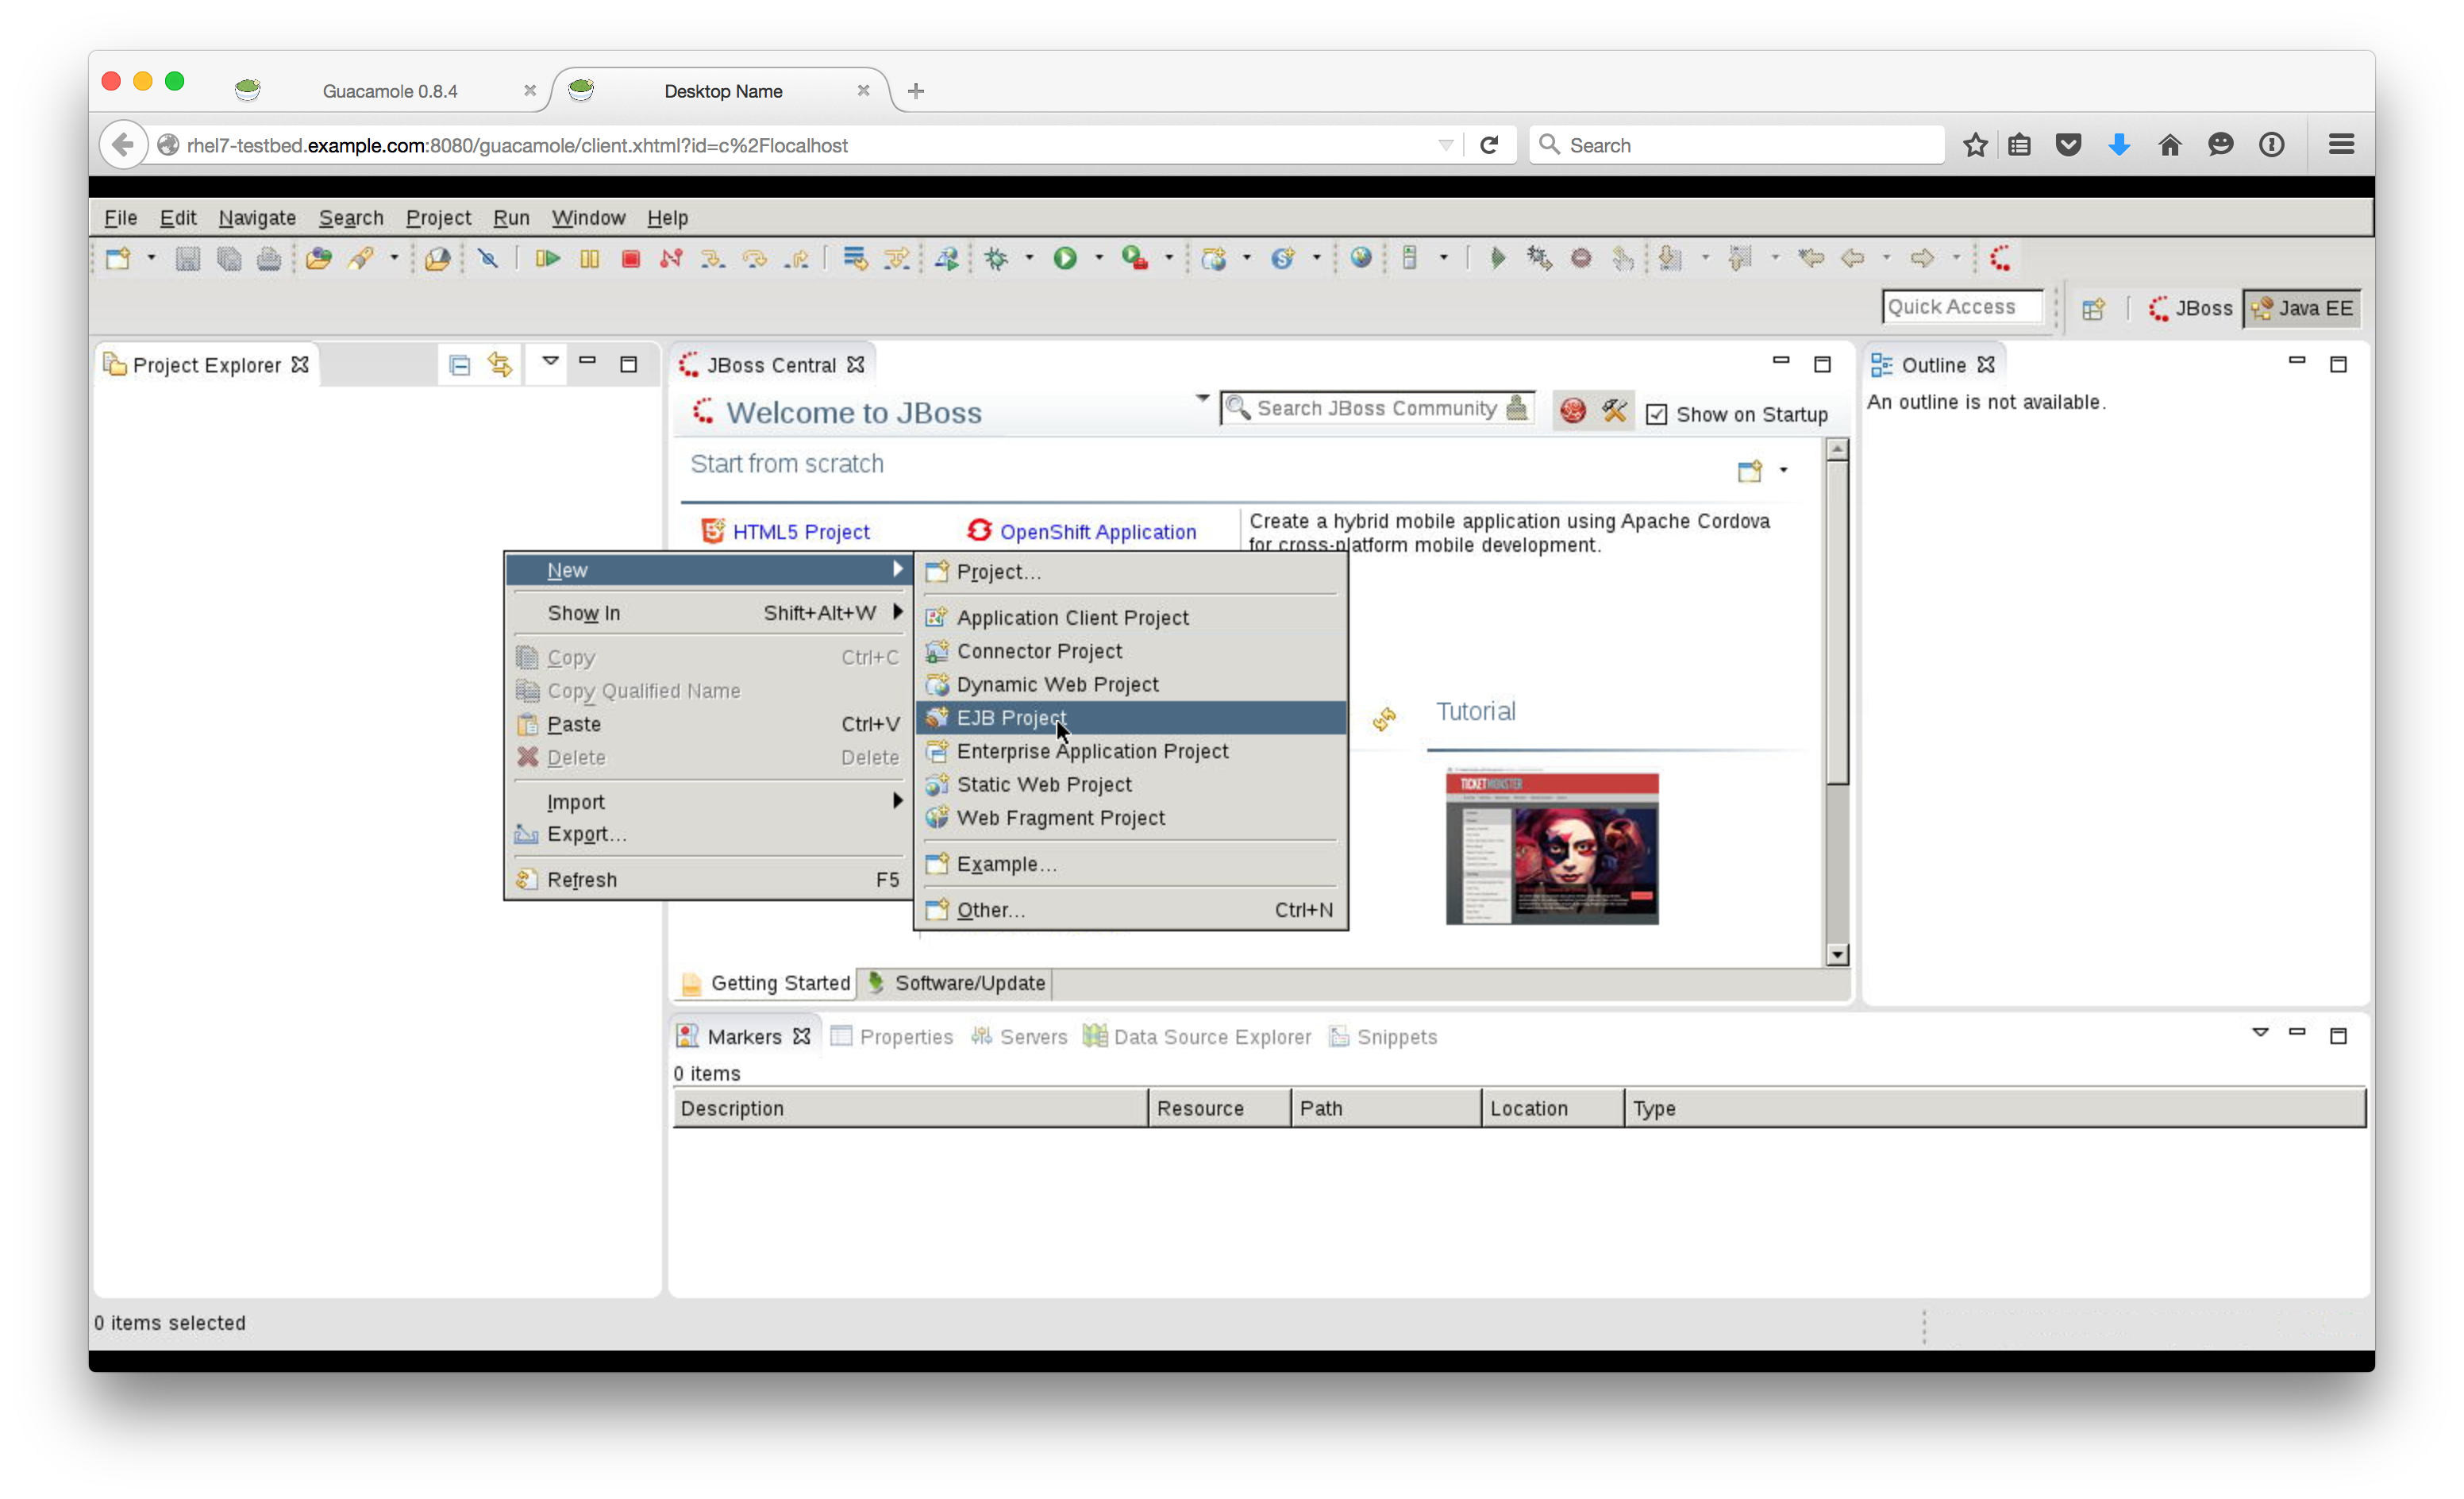 Guacamole 0.8.4
Desktop Name
rhel7-testbed.example.com:8080/guacamole/client.xhtml?id=c%2Flocalhost
Search
File Edit Navigate Search Project Run Window Help
Quick Access
JBoss
Java EE
Project Explorer
JBoss Central
Outline
Welcome to JBoss
Search JBoss Community
Show on Startup
An outline is not available.
Start from scratch
HTML5 Project
OpenShift Application
Create a hybrid mobile application using Apache Cordova
for cross-platform mobile development.
New
Show In Shift+Alt+W
Copy Ctrl+C
Copy Qualified Name
Paste Ctrl+V
Delete Delete
Import
Export...
Refresh F5
Project...
Application Client Project
Connector Project
Dynamic Web Project
EJB Project
Enterprise Application Project
Static Web Project
Web Fragment Project
Example...
Other... Ctrl+N
Tutorial
TICKETMONSTER
Getting Started
Software/Update
Markers
Properties
Servers
Data Source Explorer
Snippets
0 items
Description Resource Path Location Type
0 items selected